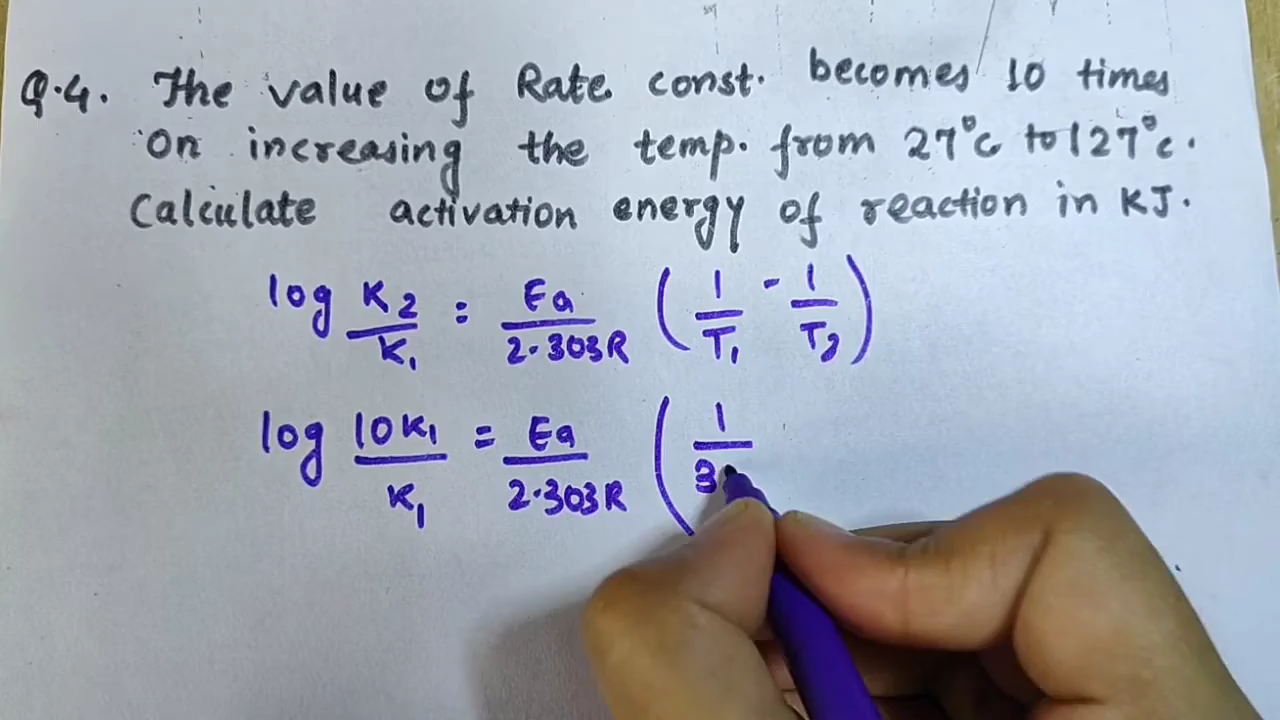 Q.4. The value of Rate const. becomes 10 times
on increasing the temp. from 27°C to 127°C.
Calculate activation energy of reaction in KJ.
log K2/K1 = Ea/2.303R (1/T1 - 1/T2)
log 10K1/K1 = Ea/2.303R (1/3